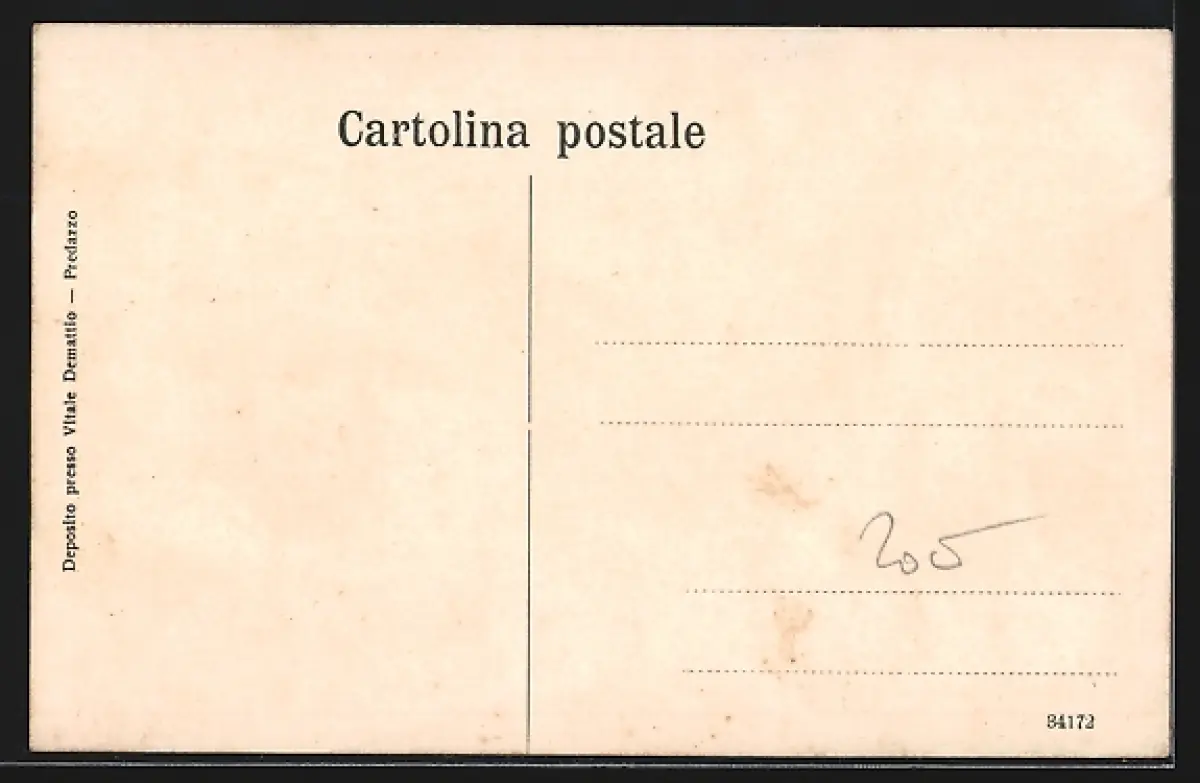 Cartolina postale
Deposito presso Vitale Demattio — Predazzo
205
84172